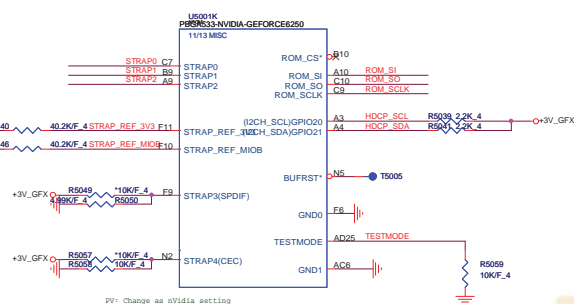 U5001K
PBGA533-NVIDIA-GEFORCE6250
11/13 MISC
STRAP0 C7 STRAP0
STRAP1 B9 STRAP1
STRAP2 A9 STRAP2
ROM_CS* B10
ROM_SI A10 ROM_SI
ROM_SO C10 ROM_SO
ROM_SCLK C9 ROM_SCLK
40 40.2K/F_4 STRAP_REF_3V3 F11 STRAP_REF_3V3
46 40.2K/F_4 STRAP_REF_MIOB F10 STRAP_REF_MIOB
(I2CH_SCL)GPIO20 A3 HDCP_SCL R5039 2.2K_4
(I2CH_SDA)GPIO21 A4 HDCP_SDA R5041 2.2K_4
+3V_GFX
BUFRST* N5 T5005
+3V_GFX R5049 *10K/F_4 F9 STRAP3(SPDIF)
4.99K/F_4 R5050
GND0 F6
TESTMODE AD25 TESTMODE
+3V_GFX R5057 *10K/F_4 N2 STRAP4(CEC)
R5058 10K/F_4
GND1 AC6
R5059
10K/F_4
PV: Change as nVidia setting